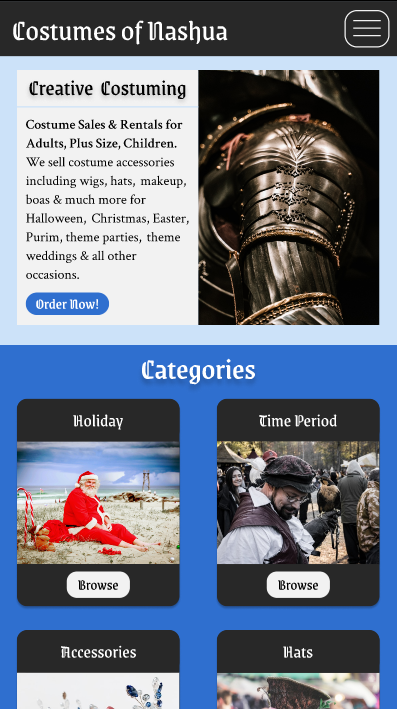 Costumes of Nashua
Creative Costuming
Costume Sales & Rentals for
Adults, Plus Size, Children.
We sell costume accessories
including wigs, hats, makeup,
boas & much more for
Halloween, Christmas, Easter,
Purim, theme parties, theme
weddings & all other
occasions.
Order Now!
Categories
Holiday
Time Period
Browse
Browse
Accessories
Hats